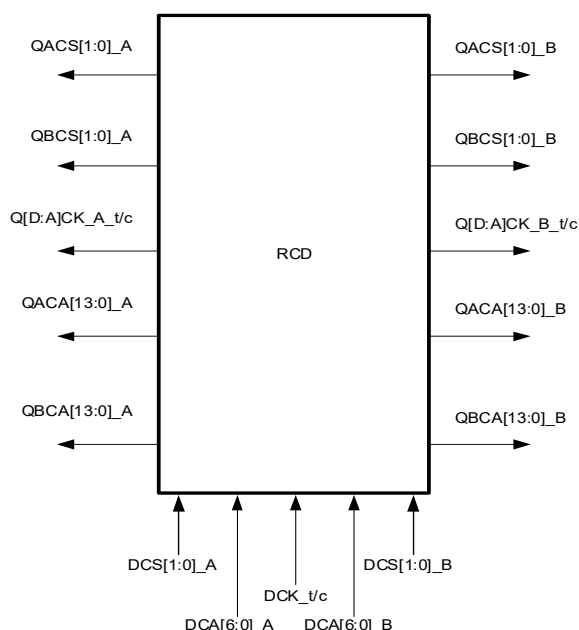 QACS[1:0]_A
QACS[1:0]_B
QBCS[1:0]_A
QBCS[1:0]_B
Q[D:A]CK_A_t/c
Q[D:A]CK_B_t/c
RCD
QACA[13:0]_A
QACA[13:0]_B
QBCA[13:0]_A
QBCA[13:0]_B
DCS[1:0]_A
DCS[1:0]_B
DCK_t/c
DCA[6:0]_A
DCA[6:0]_B